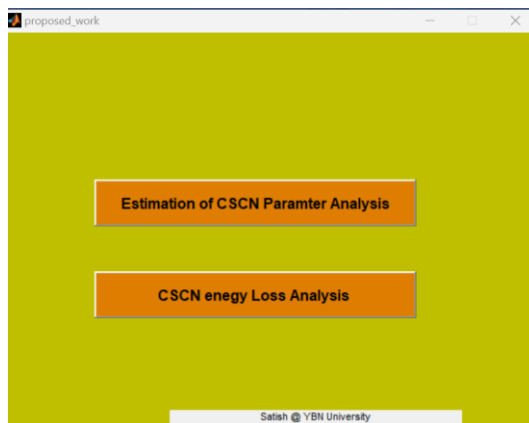 proposed_work
Estimation of CSCN Paramter Analysis
CSCN enegy Loss Analysis
Satish @ YBN University